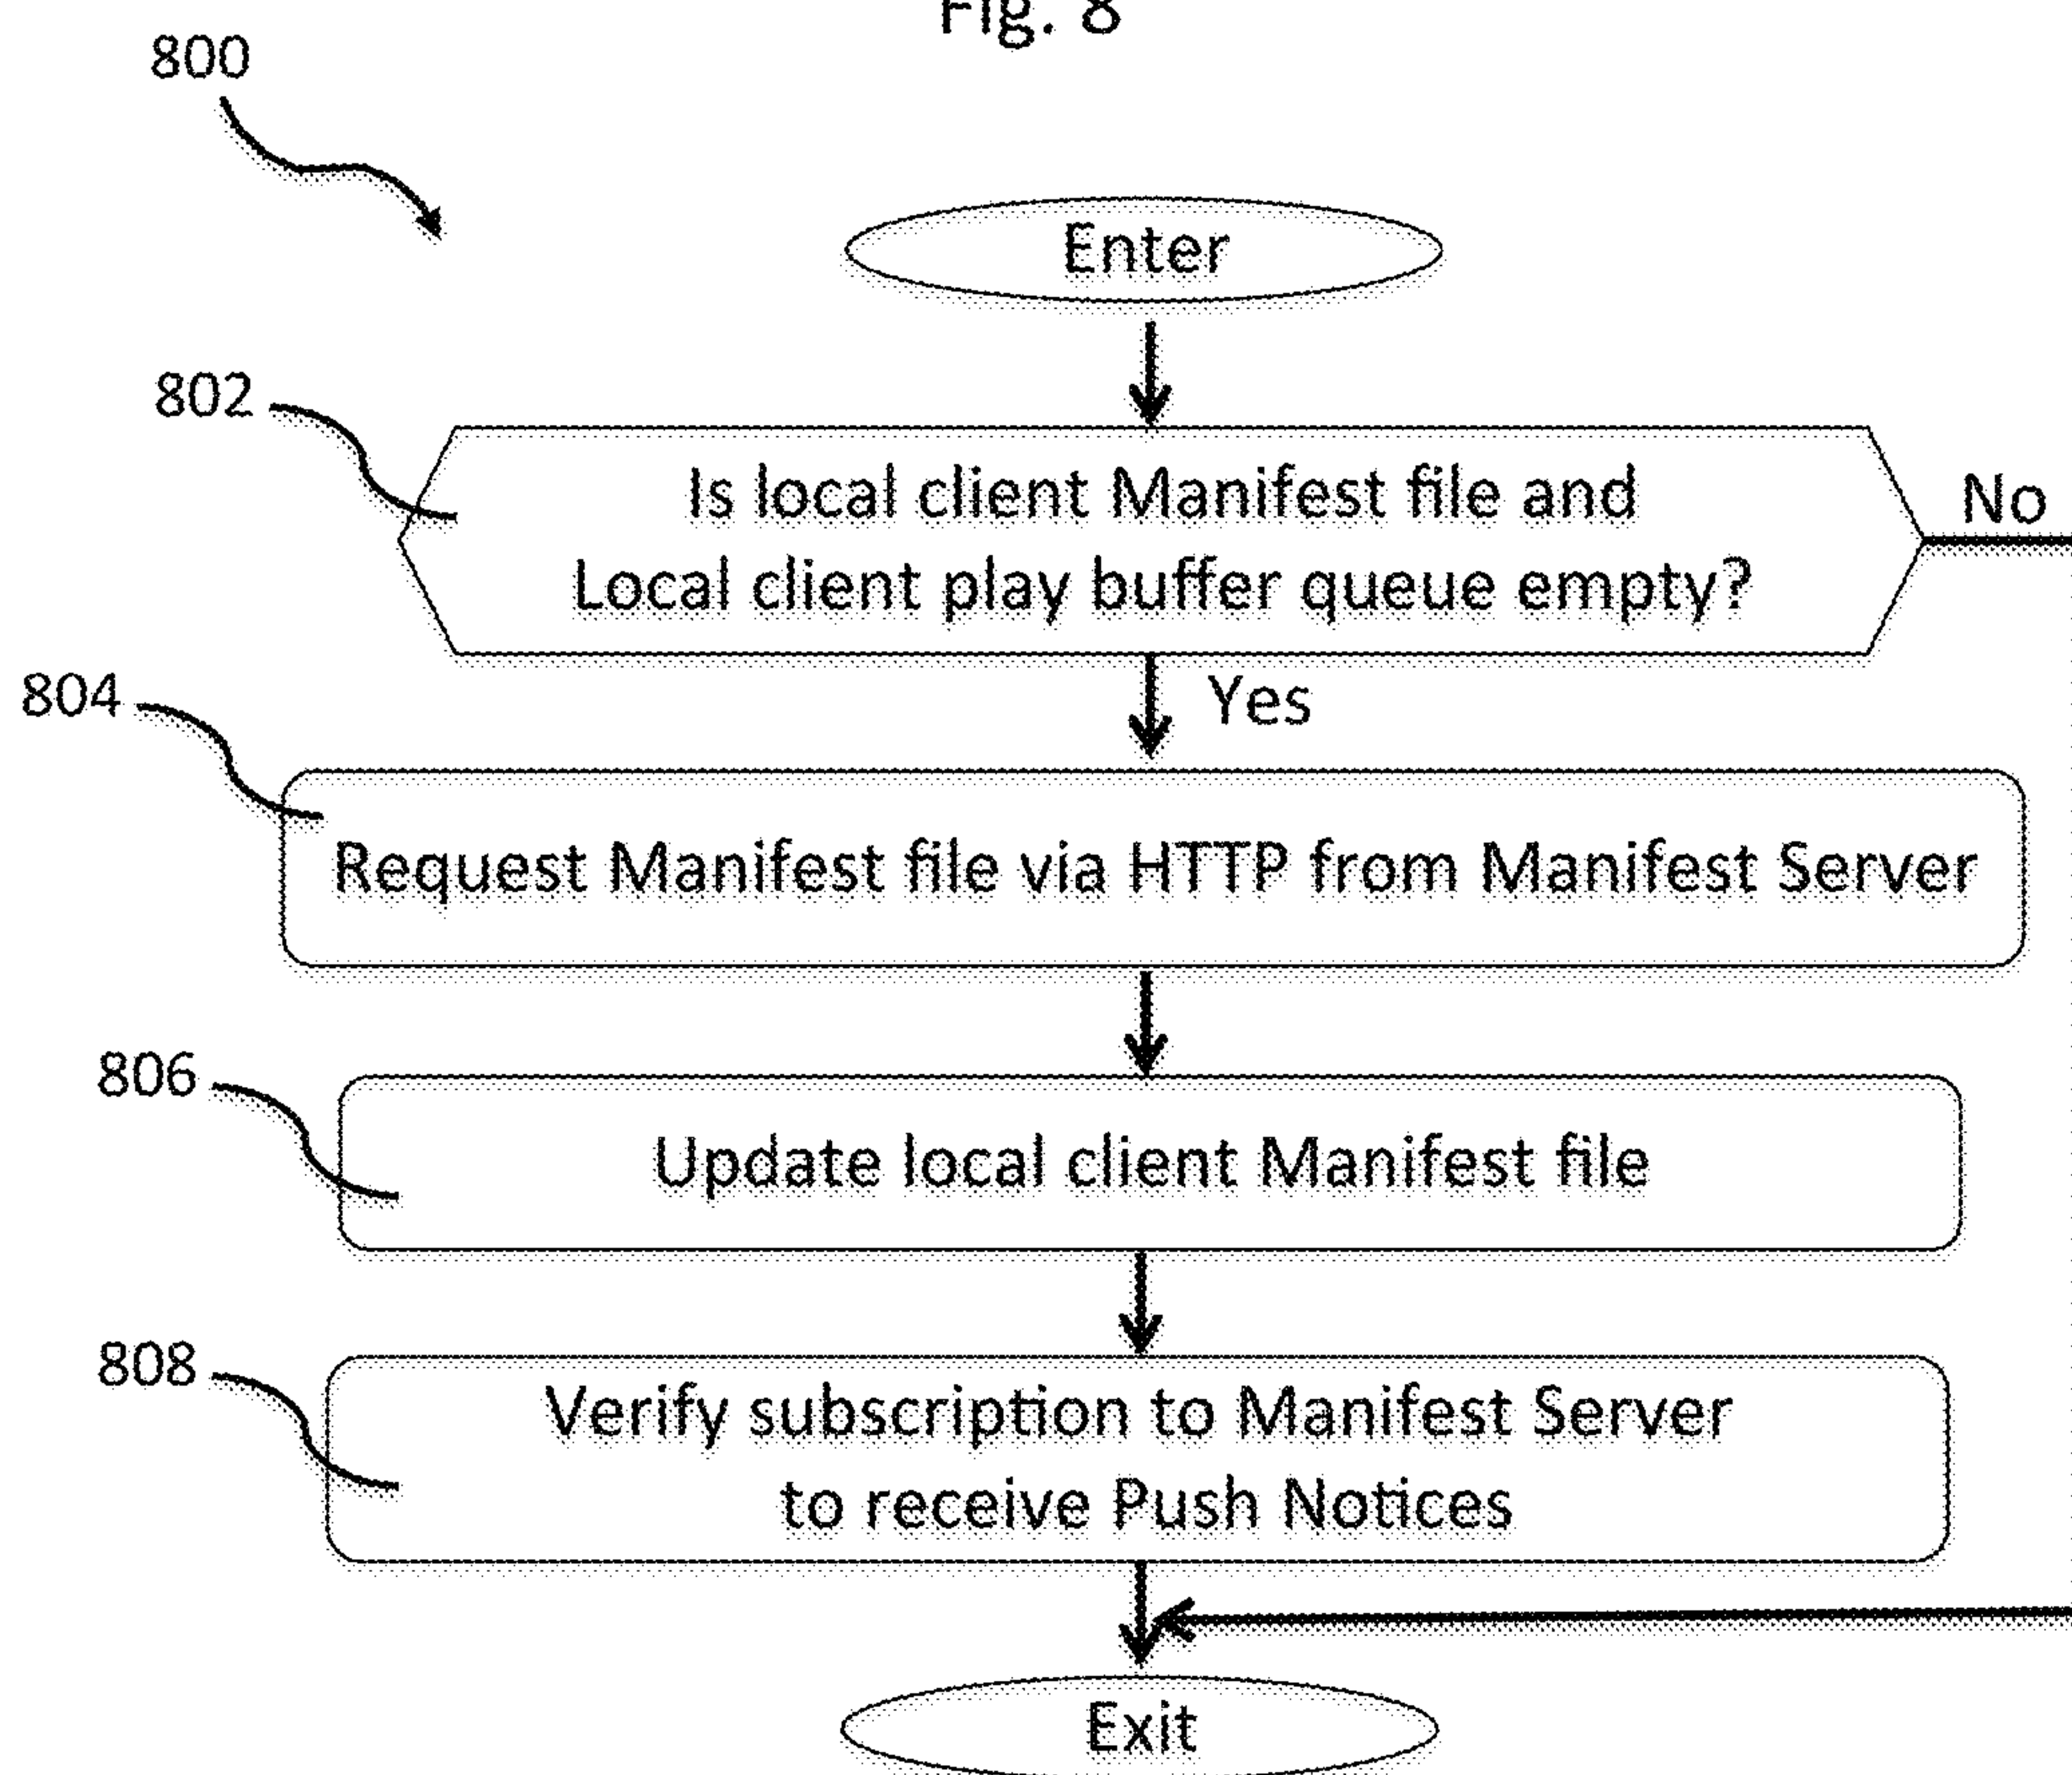 Fig. 8
800
Enter
802
Is local client Manifest file and
Local client play buffer queue empty?
No
Yes
804
Request Manifest file via HTTP from Manifest Server
806
Update local client Manifest file
808
Verify subscription to Manifest Server
to receive Push Notices
Exit